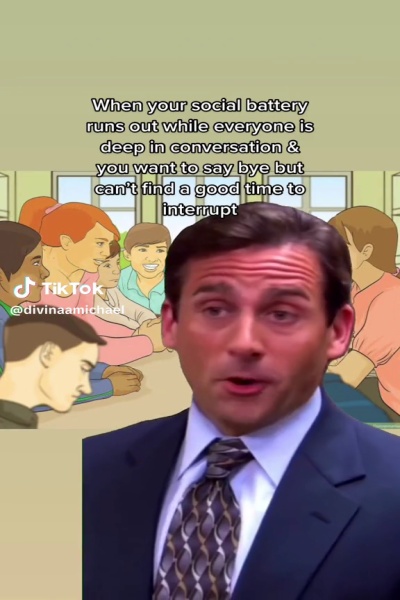 When your social battery
runs out while everyone is
deep in conversation &
you want to say bye but
can't find a good time to
interrupt
TikTok
@divinaamichael